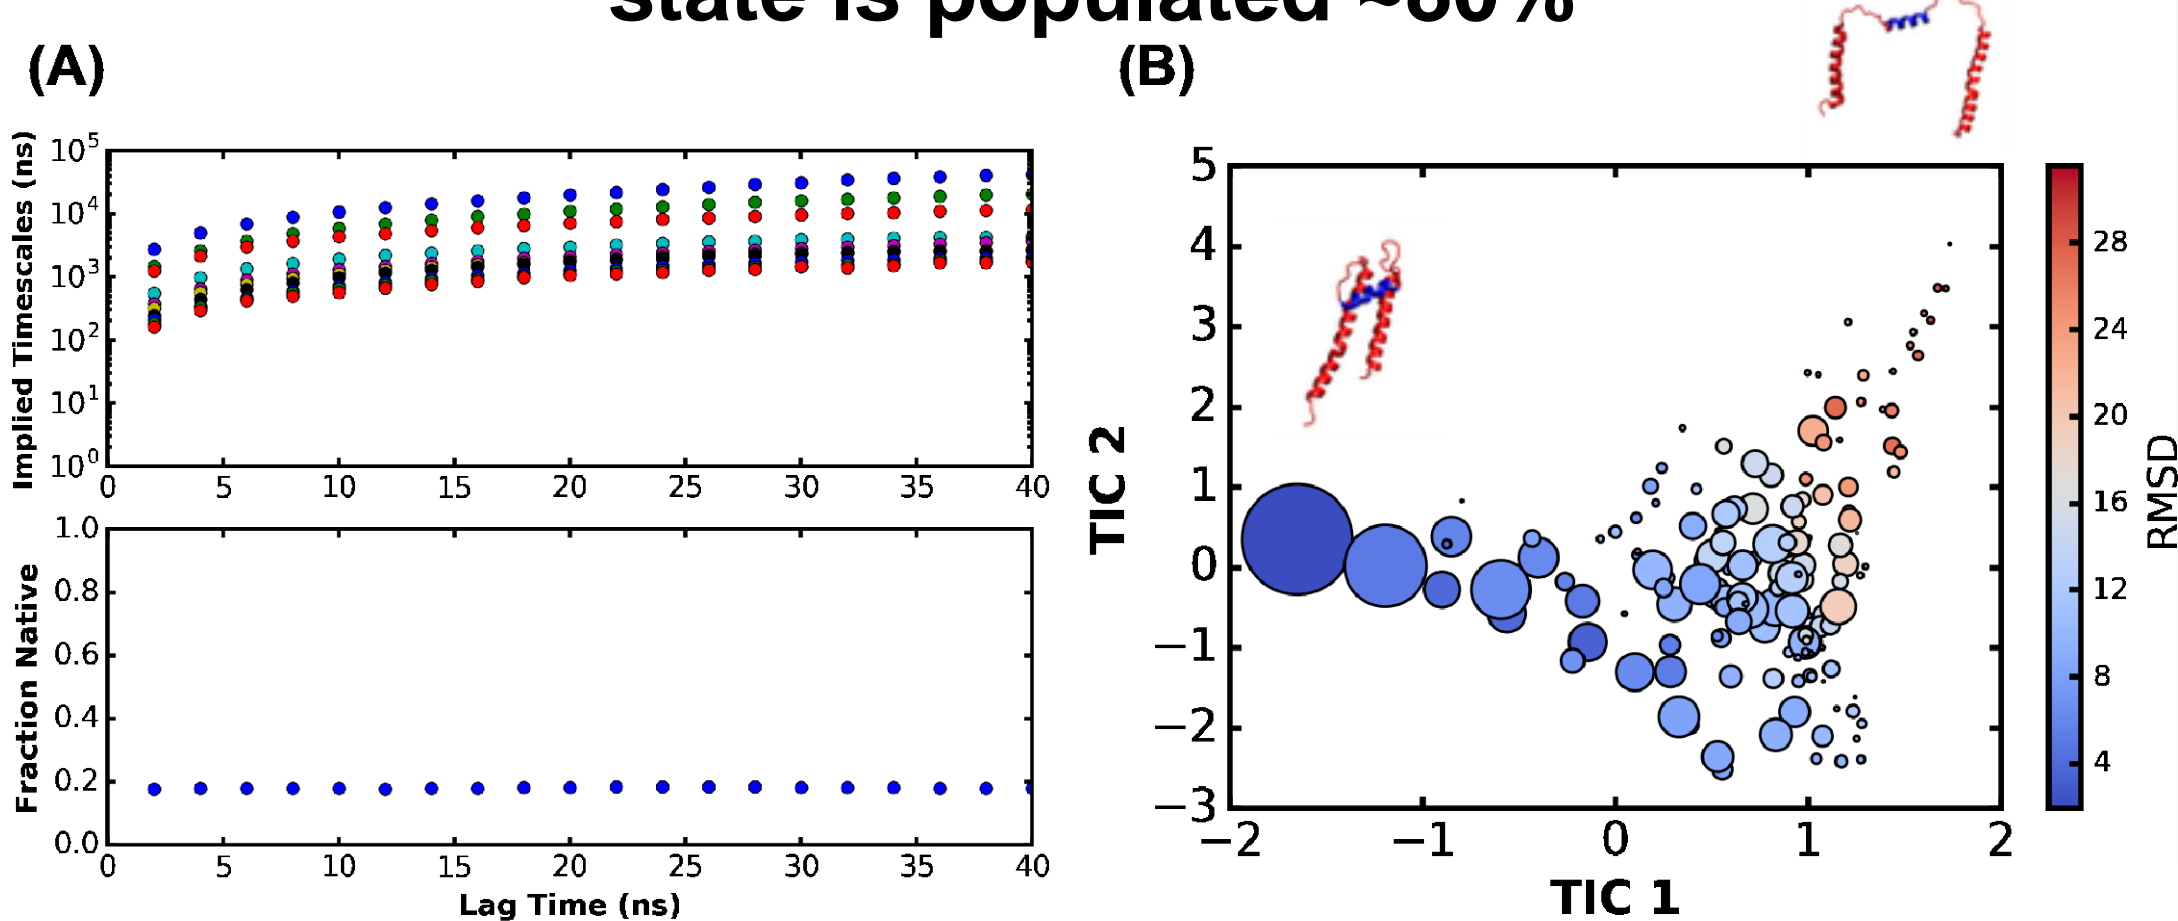 state is populated ~80%
(A)
(B)
Implied Timescales (ns)
10^5
10^4
10^3
10^2
10^1
10^0
0 5 10 15 20 25 30 35 40
Fraction Native
1.0
0.8
0.6
0.4
0.2
0.0
0 5 10 15 20 25 30 35 40
Lag Time (ns)
TIC 2
5
4
3
2
1
0
−1
−2
−3
−2 −1 0 1 2
TIC 1
28
24
20
16
12
8
4
RMSD